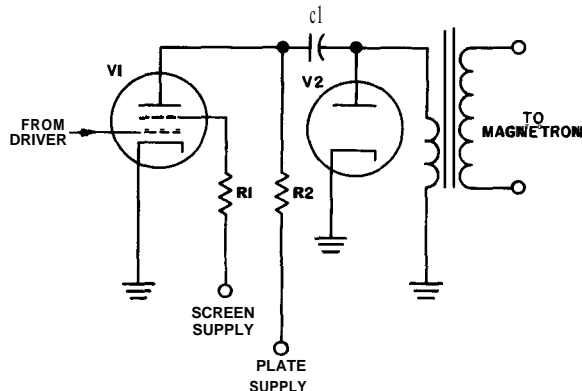 c1
V1
V2
FROM
DRIVER
TO
MAGNETRON
R1
R2
SCREEN
SUPPLY
PLATE
SUPPLY